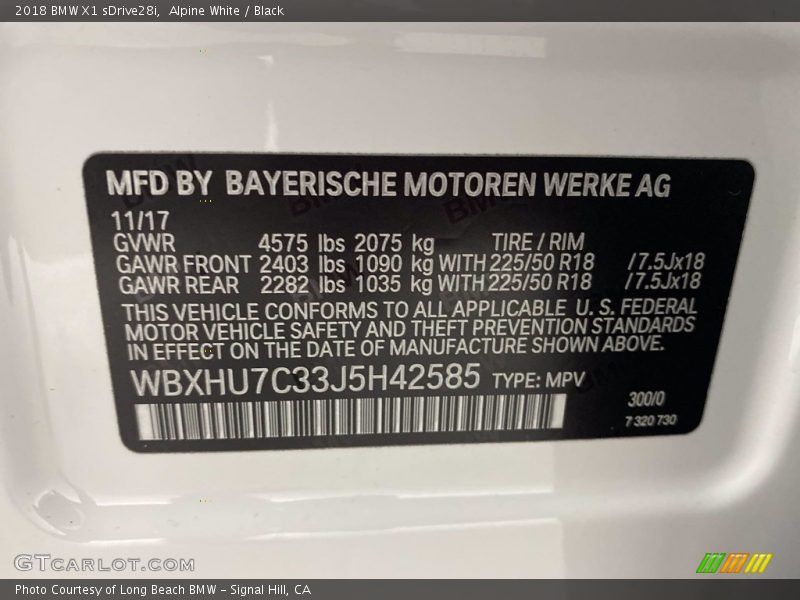 2018 BMW X1 sDrive28i,  Alpine White / Black
MFD BY BAYERISCHE MOTOREN WERKE AG
11/17
GVWR 4575 lbs 2075 kg TIRE / RIM
GAWR FRONT 2403 lbs 1090 kg WITH 225/50 R18 /7.5Jx18
GAWR REAR 2282 lbs 1035 kg WITH 225/50 R18 /7.5Jx18
THIS VEHICLE CONFORMS TO ALL APPLICABLE U. S. FEDERAL
MOTOR VEHICLE SAFETY AND THEFT PREVENTION STANDARDS
IN EFFECT ON THE DATE OF MANUFACTURE SHOWN ABOVE.
WBXHU7C33J5H42585 TYPE: MPV
300/0
7 320 730
GTCARLOT.COM
Photo Courtesy of Long Beach BMW - Signal Hill, CA